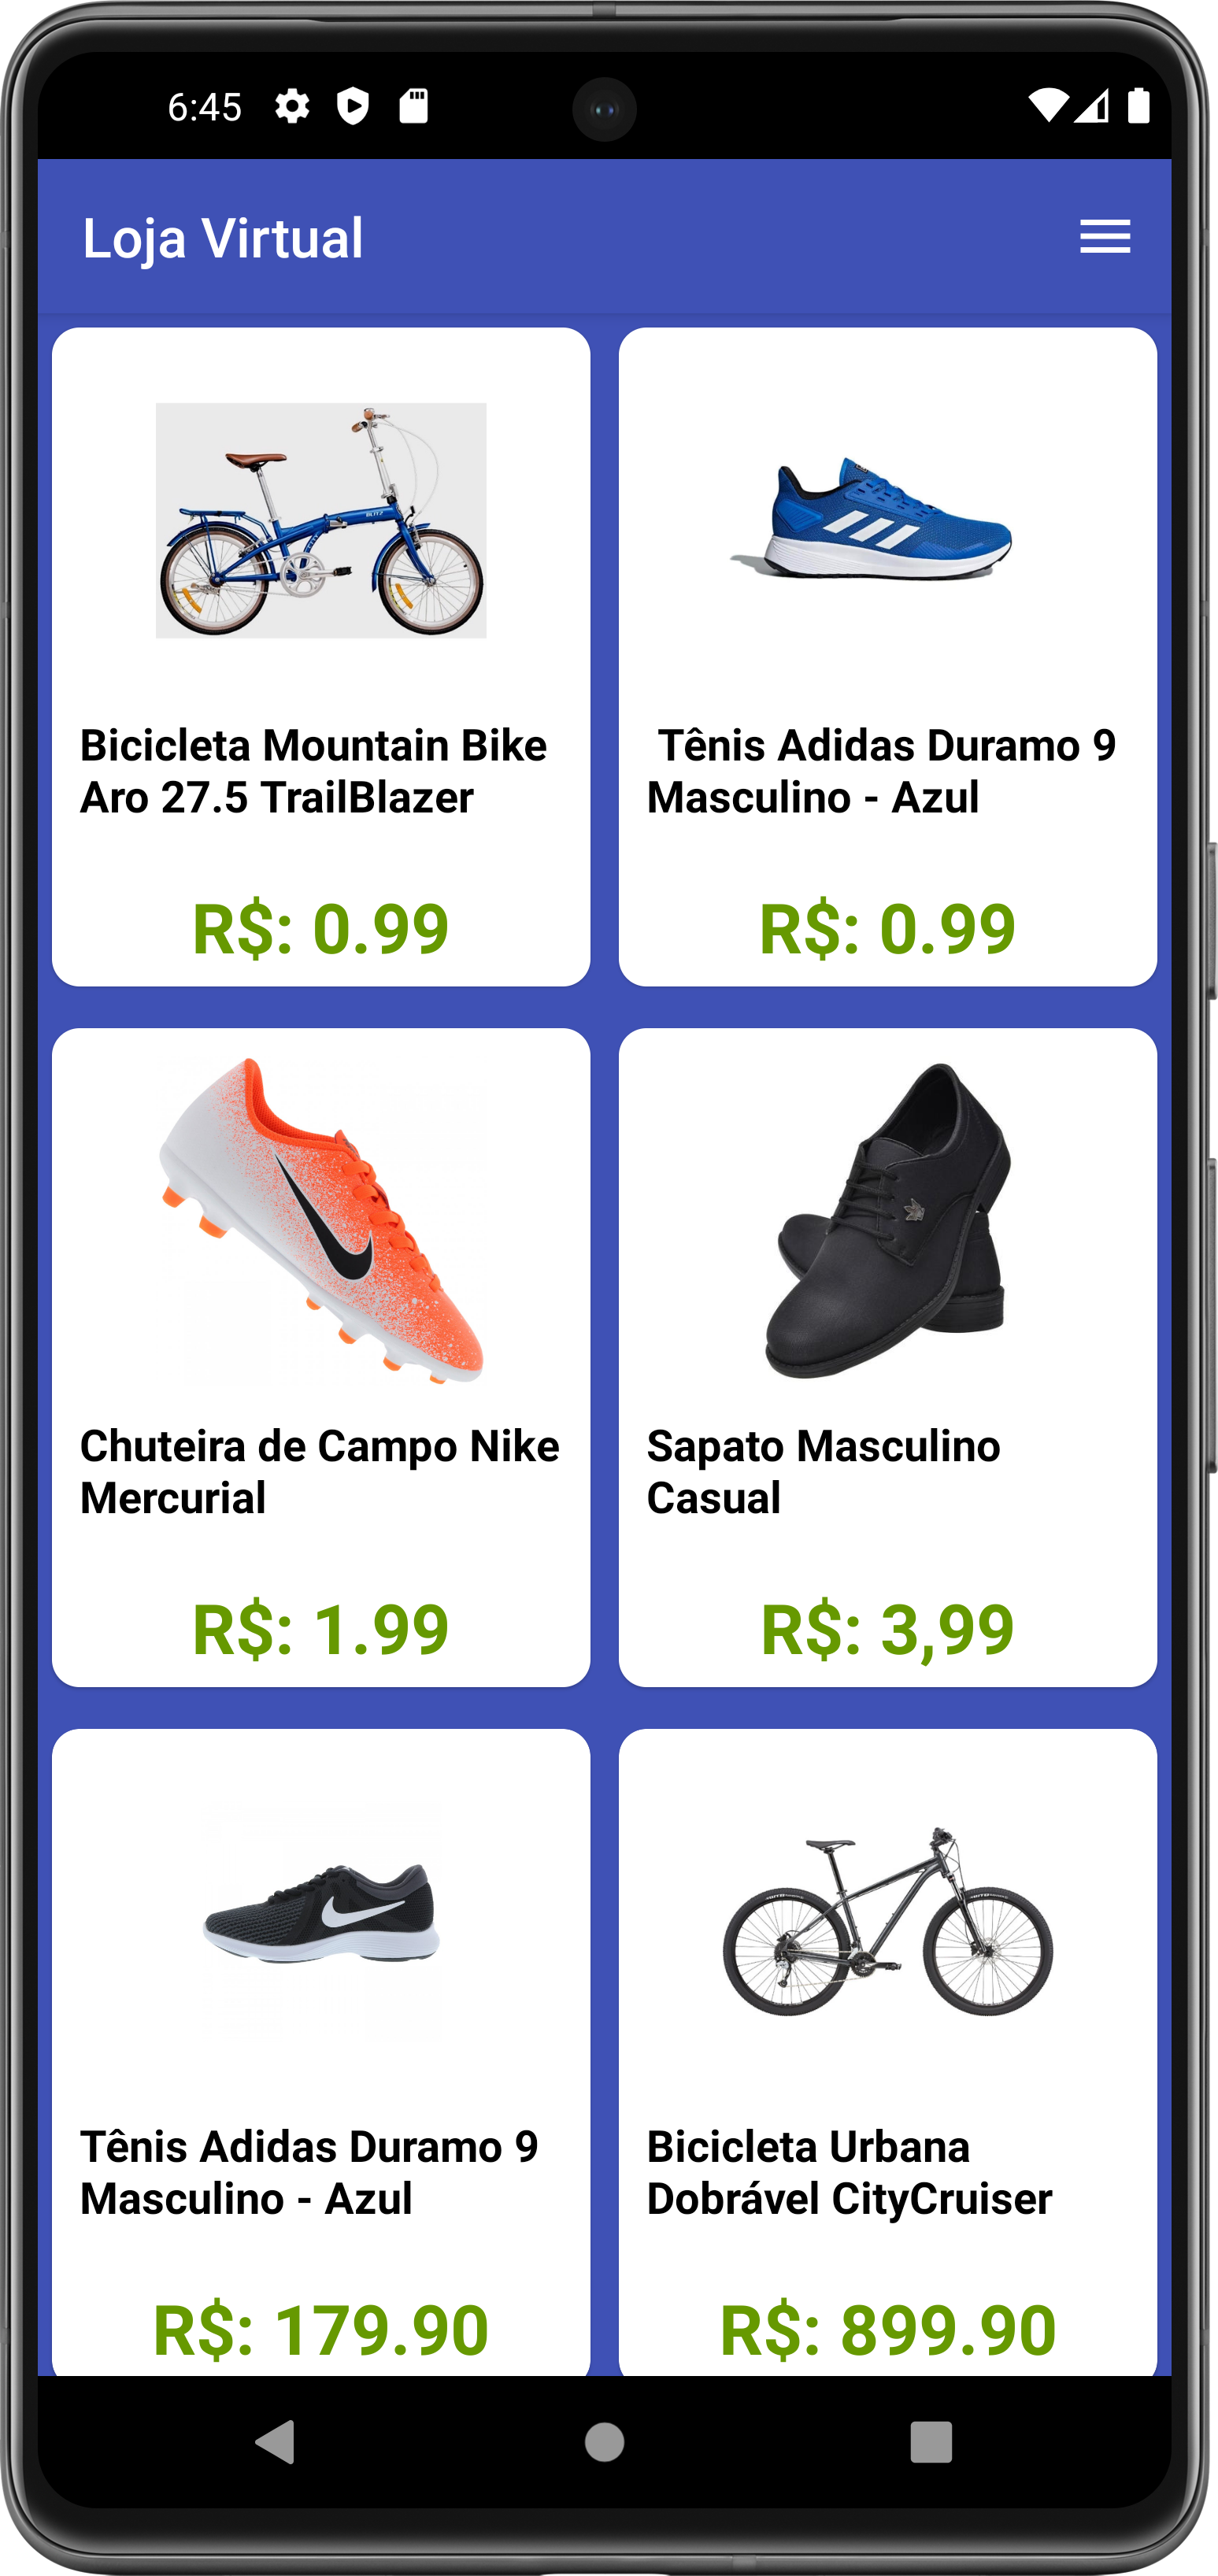 6:45
Loja Virtual
Bicicleta Mountain Bike
Aro 27.5 TrailBlazer
R$: 0.99
Tênis Adidas Duramo 9
Masculino - Azul
R$: 0.99
Chuteira de Campo Nike
Mercurial
R$: 1.99
Sapato Masculino
Casual
R$: 3,99
Tênis Adidas Duramo 9
Masculino - Azul
R$: 179.90
Bicicleta Urbana
Dobrável CityCruiser
R$: 899.90